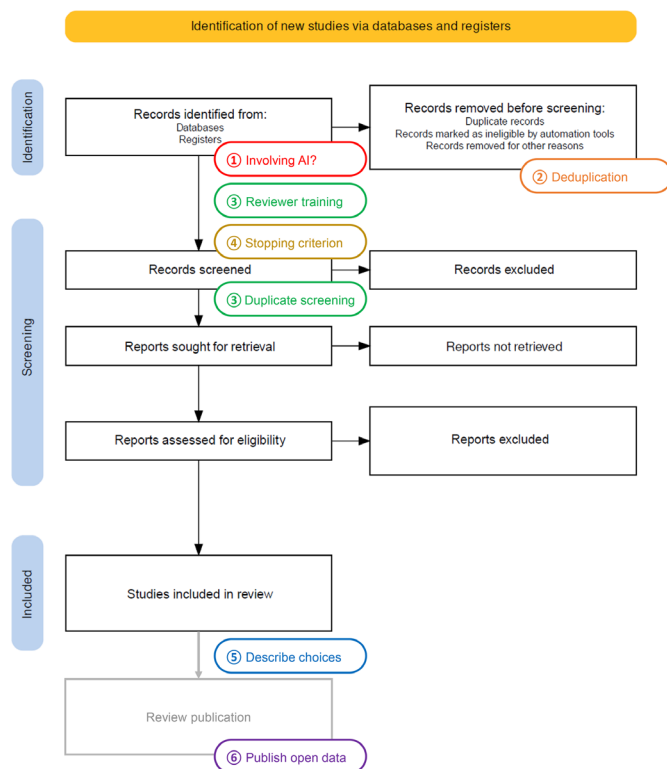 Identification of new studies via databases and registers
Identification
Records identified from:
Databases
Registers
Records removed before screening:
Duplicate records
Records marked as ineligible by automation tools
Records removed for other reasons
① Involving AI?
② Deduplication
③ Reviewer training
④ Stopping criterion
Screening
Records screened
Records excluded
③ Duplicate screening
Reports sought for retrieval
Reports not retrieved
Reports assessed for eligibility
Reports excluded
Included
Studies included in review
⑤ Describe choices
Review publication
⑥ Publish open data